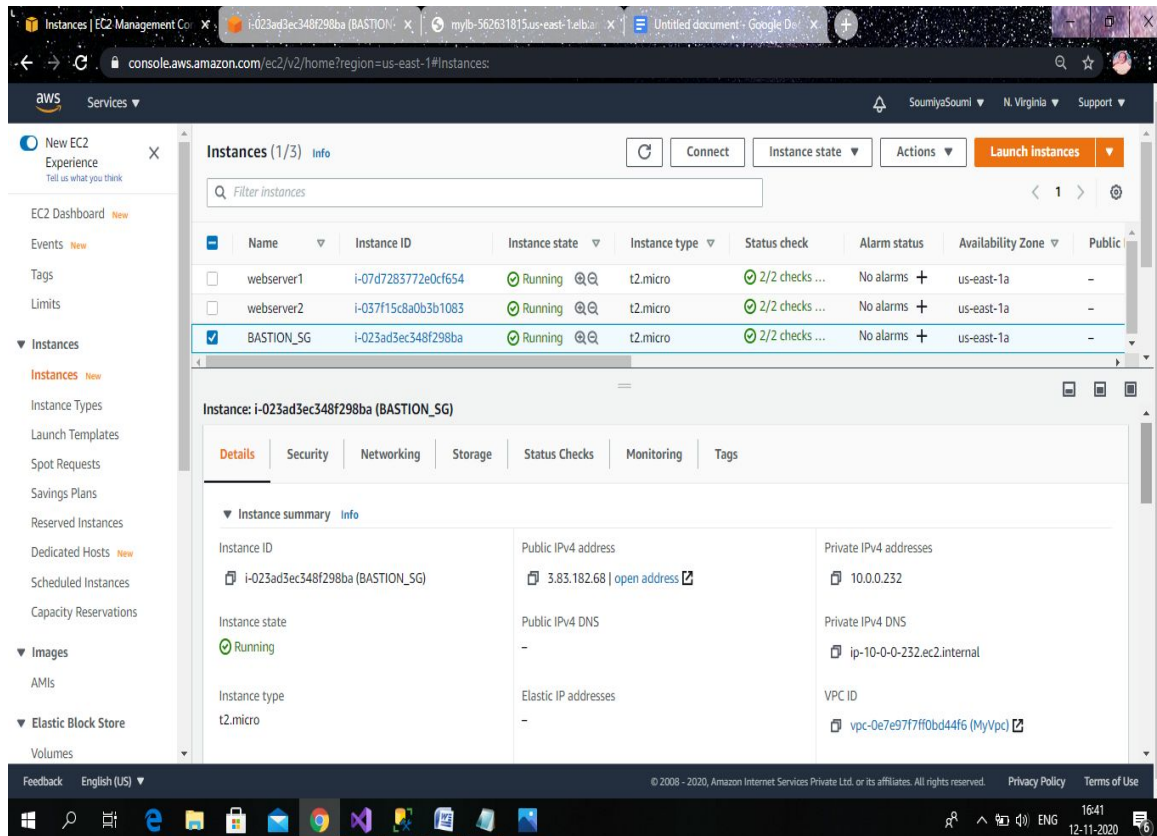 Instances | EC2 Management Co
i-023ad3ec348f298ba (BASTION
mylb-562631815.us-east-1.elb.a
Untitled document - Google Do
console.aws.amazon.com/ec2/v2/home?region=us-east-1#Instances:
aws Services SoumiyaSoumi N. Virginia Support
New EC2
Experience
Tell us what you think
EC2 Dashboard New
Events New
Tags
Limits
Instances
Instances New
Instance Types
Launch Templates
Spot Requests
Savings Plans
Reserved Instances
Dedicated Hosts New
Scheduled Instances
Capacity Reservations
Images
AMIs
Elastic Block Store
Volumes
Instances (1/3) Info Connect Instance state Actions Launch instances
Filter instances 1
Name Instance ID Instance state Instance type Status check Alarm status Availability Zone Public
webserver1 i-07d7283772e0cf654 Running t2.micro 2/2 checks ... No alarms + us-east-1a –
webserver2 i-037f15c8a0b3b1083 Running t2.micro 2/2 checks ... No alarms + us-east-1a –
BASTION_SG i-023ad3ec348f298ba Running t2.micro 2/2 checks ... No alarms + us-east-1a –
Instance: i-023ad3ec348f298ba (BASTION_SG)
Details Security Networking Storage Status Checks Monitoring Tags
Instance summary Info
Instance ID Public IPv4 address Private IPv4 addresses
i-023ad3ec348f298ba (BASTION_SG) 3.83.182.68 | open address 10.0.0.232
Instance state Public IPv4 DNS Private IPv4 DNS
Running – ip-10-0-0-232.ec2.internal
Instance type Elastic IP addresses VPC ID
t2.micro – vpc-0e7e97f7ff0bd44f6 (MyVpc)
Feedback English (US) © 2008 - 2020, Amazon Internet Services Private Ltd. or its affiliates. All rights reserved. Privacy Policy Terms of Use
ENG 16:41
12-11-2020 6